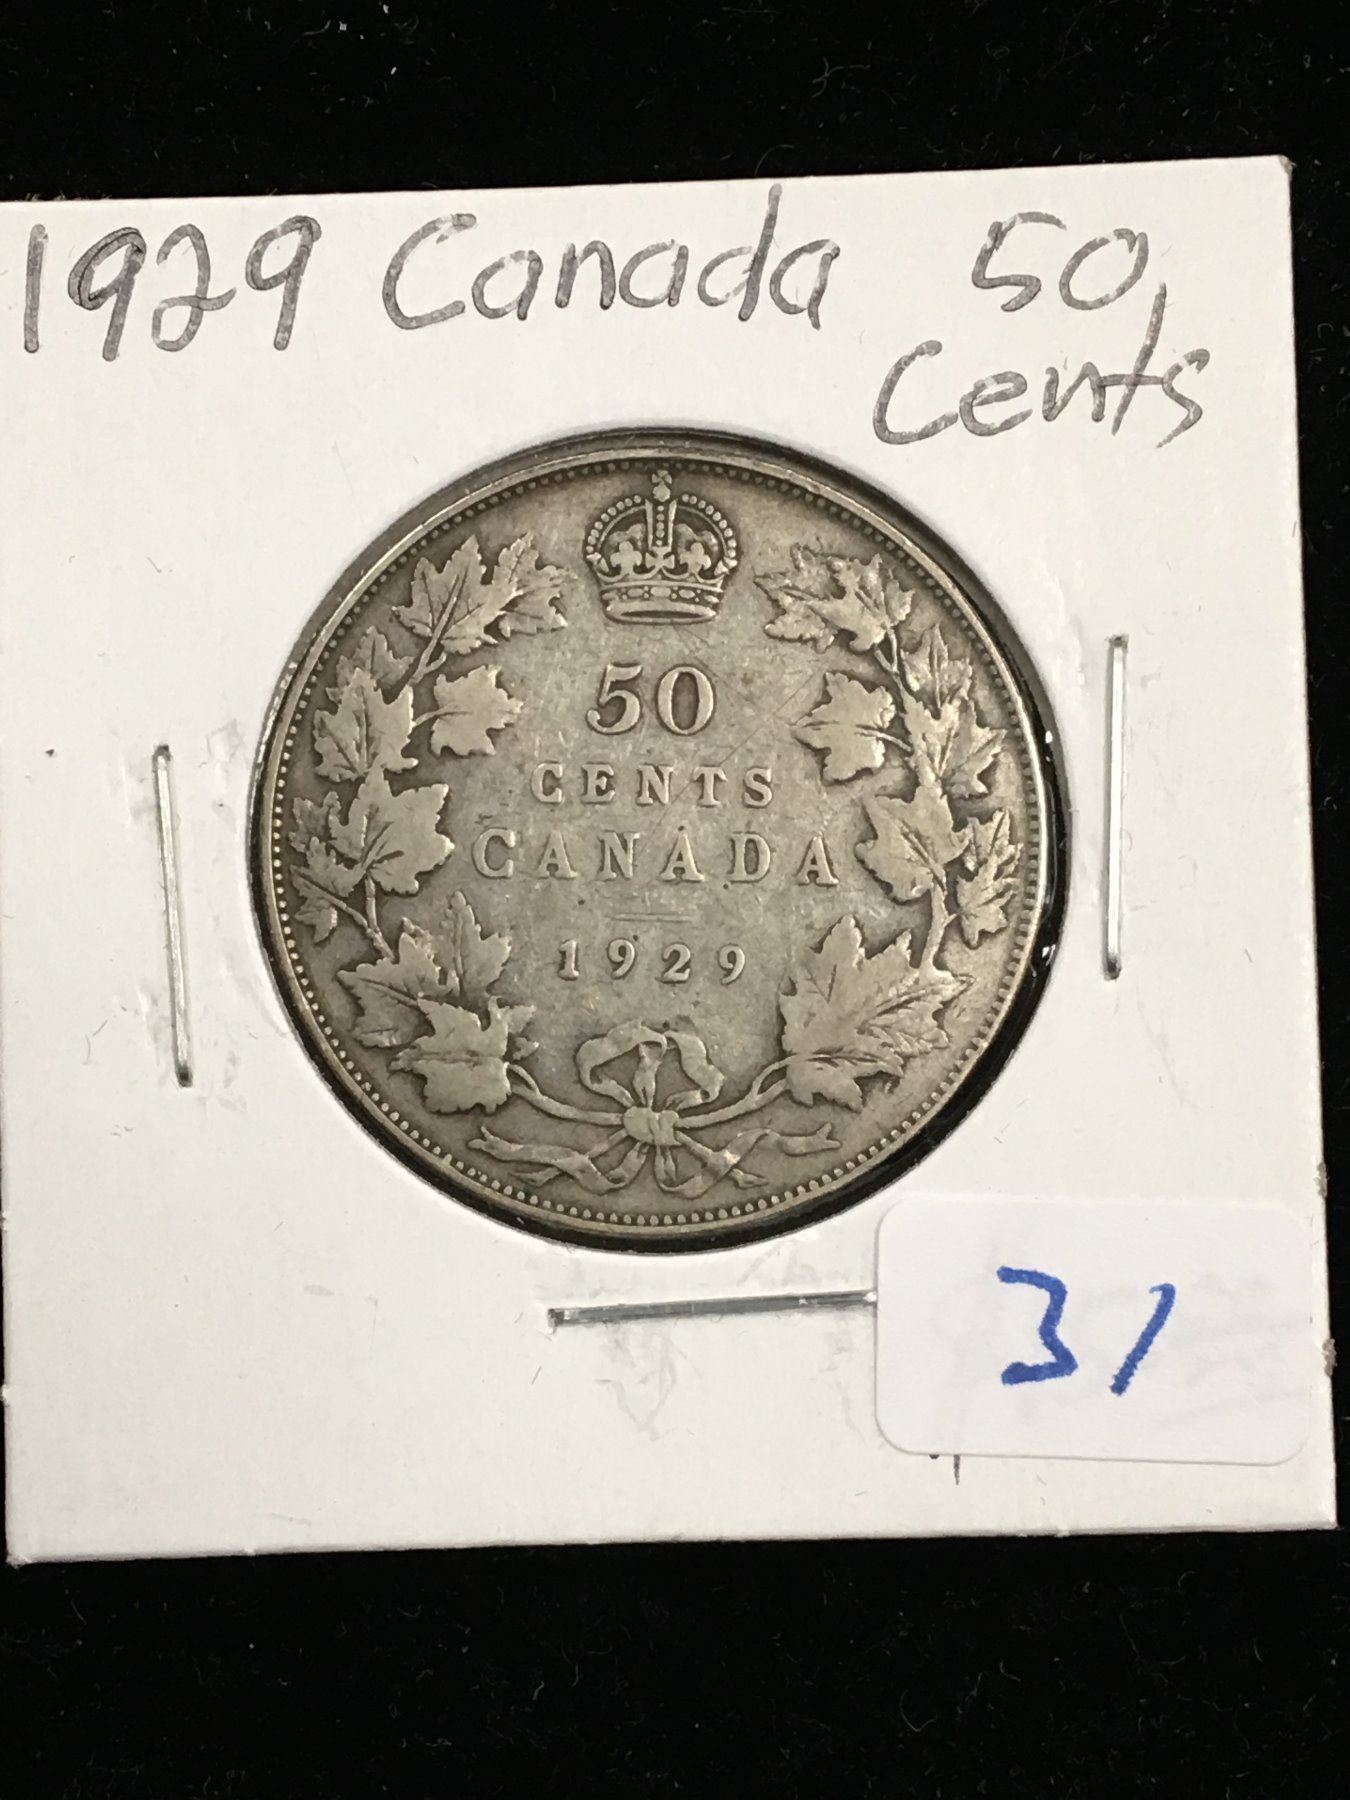 1929 Canada 50
Cents
50
CENTS
CANADA
1929
31